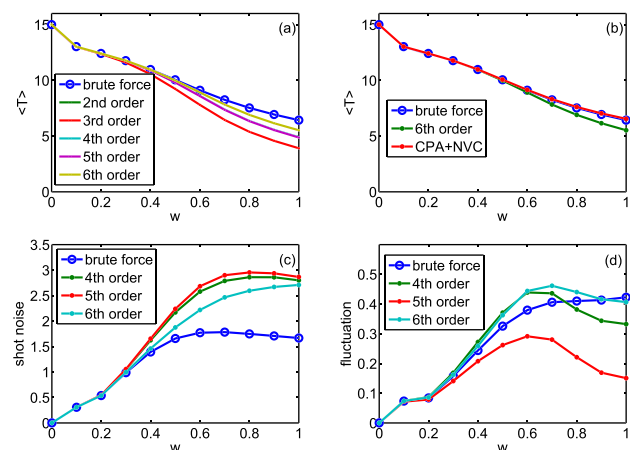 (a)
<T>
15
10
5
0
brute force
2nd order
3rd order
4th order
5th order
6th order
0 0.2 0.4 0.6 0.8 1
w
(b)
<T>
15
10
5
0
brute force
6th order
CPA+NVC
0 0.2 0.4 0.6 0.8 1
w
(c)
shot noise
3.5
3
2.5
2
1.5
1
0.5
0
brute force
4th order
5th order
6th order
0 0.2 0.4 0.6 0.8 1
w
(d)
fluctuation
0.5
0.4
0.3
0.2
0.1
0
brute force
4th order
5th order
6th order
0 0.2 0.4 0.6 0.8 1
w